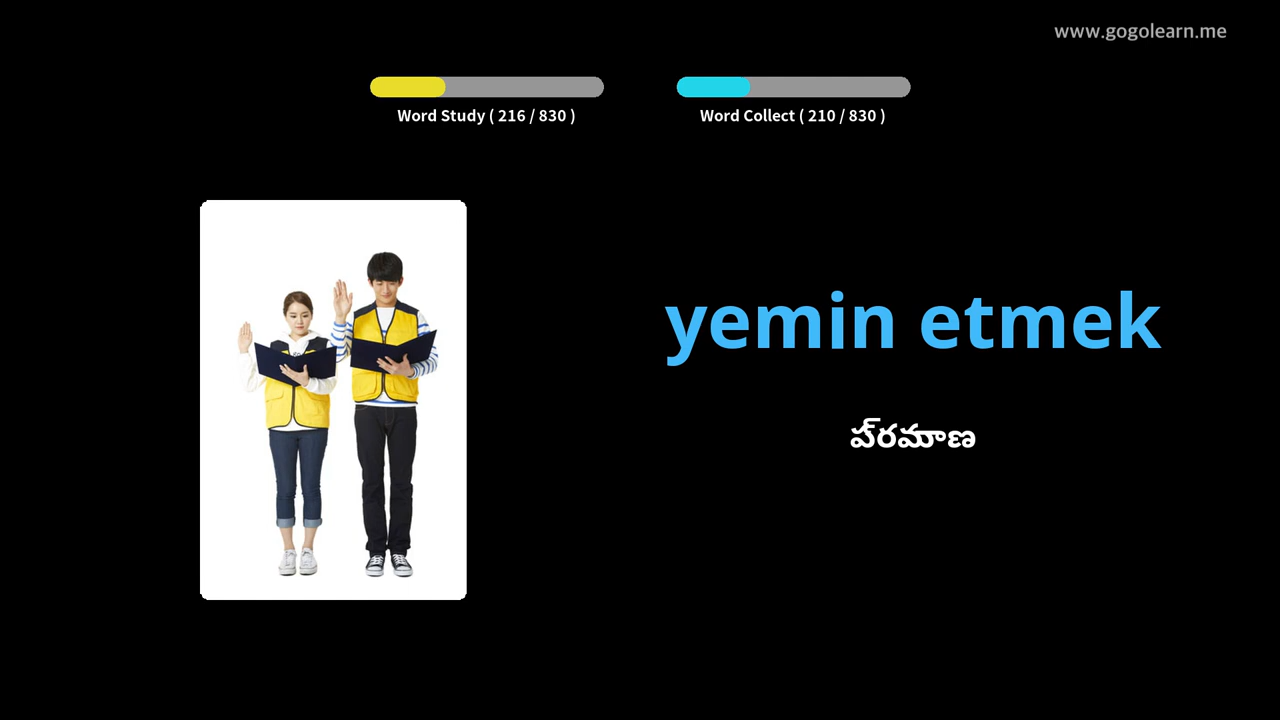 www.gogolearn.me
Word Study ( 216 / 830 )
Word Collect ( 210 / 830 )
yemin etmek
ప్రమాణ